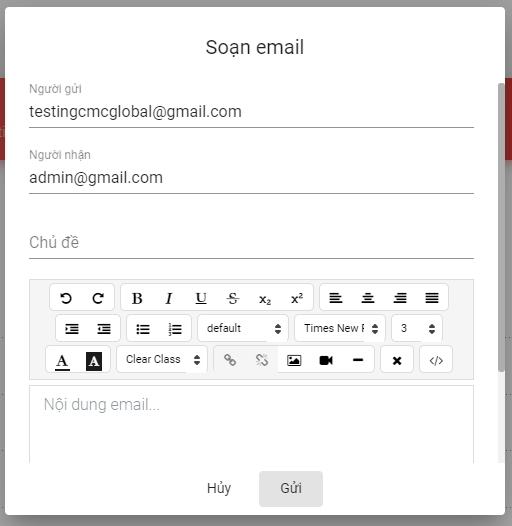 Soạn email
Người gửi
testingcmcglobal@gmail.com
Người nhận
admin@gmail.com
Chủ đề
B I U S x₂ x²
default Times New F 3
A A Clear Class </>
Nội dung email...
Hủy Gửi